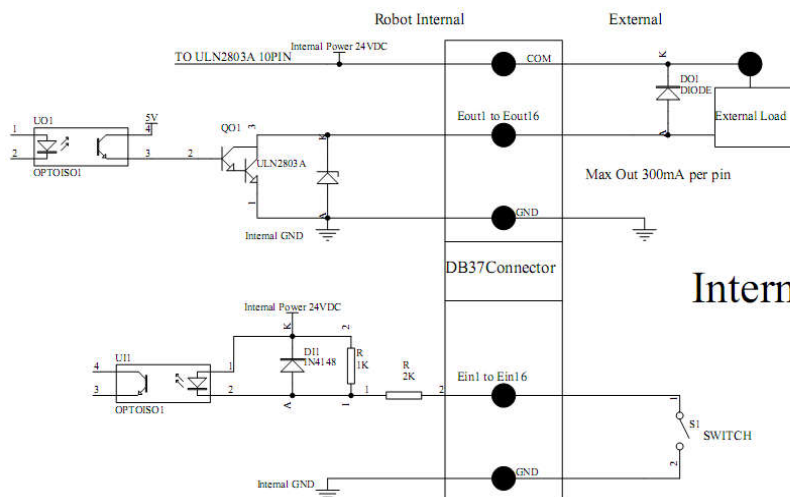 Robot Internal
External
Internal Power 24VDC
TO ULN2803A 10PIN
COM
K
DO1
DIODE
A
External Load
UO1
5V
1
4
2
3
OPTOISO1
2
QO1
3
ULN2803A
1
K
A
Eout1 to Eout16
Max Out 300mA per pin
GND
Internal GND
DB37Connector
Intern
Internal Power 24VDC
K
2
UI1
4
1
3
2
OPTOISO1
DI1
1N4148
R
1K
A
1
1
R
2K
2
Ein1 to Ein16
1
S1
SWITCH
2
GND
Internal GND